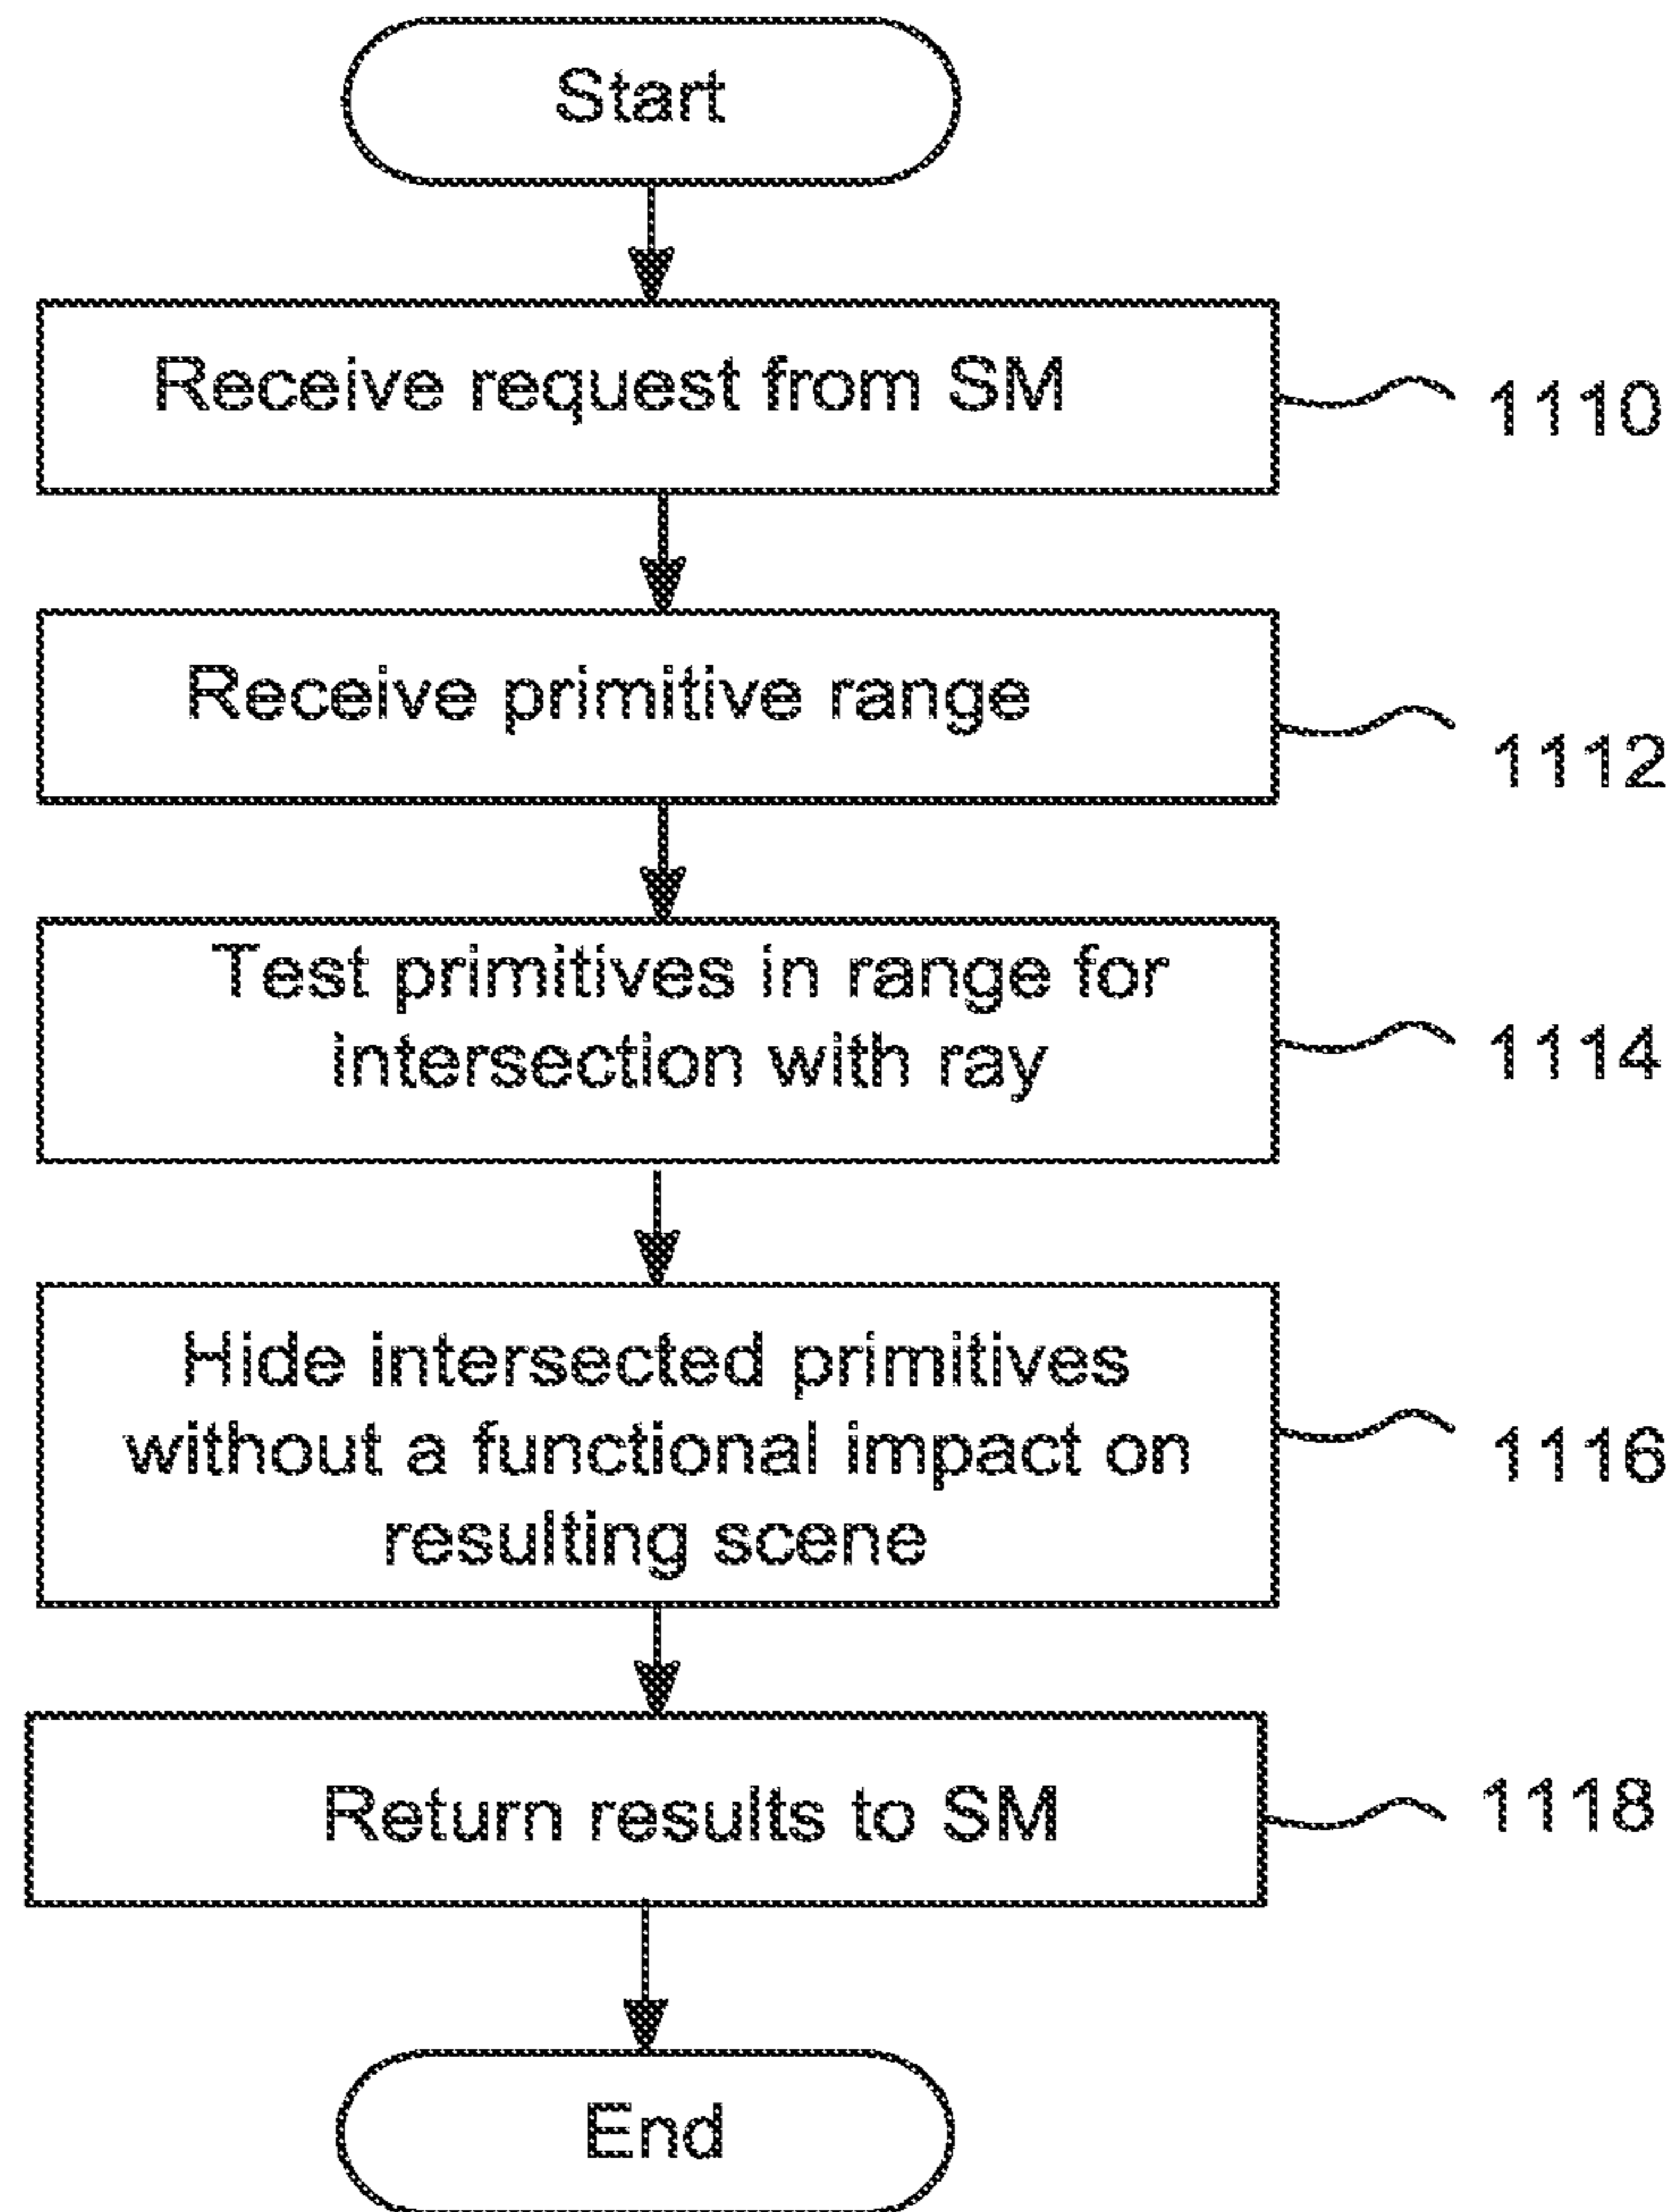 Start
Receive request from SM
1110
Receive primitive range
1112
Test primitives in range for
intersection with ray
1114
Hide intersected primitives
without a functional impact on
resulting scene
1116
Return results to SM
1118
End